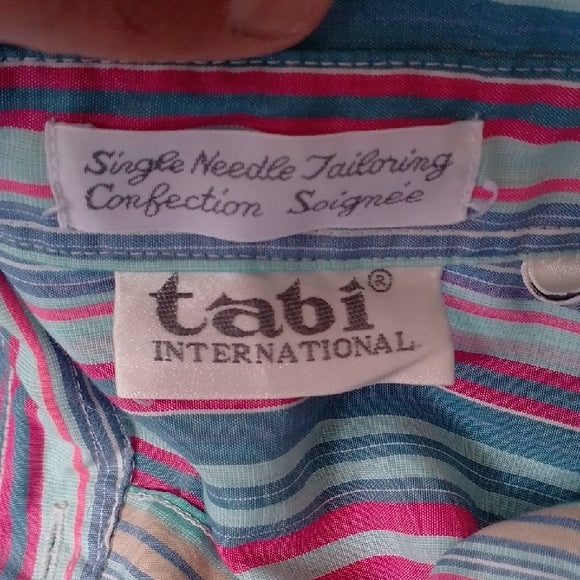 Single Needle Tailoring
Confection Soignée
tabi®
INTERNATIONAL